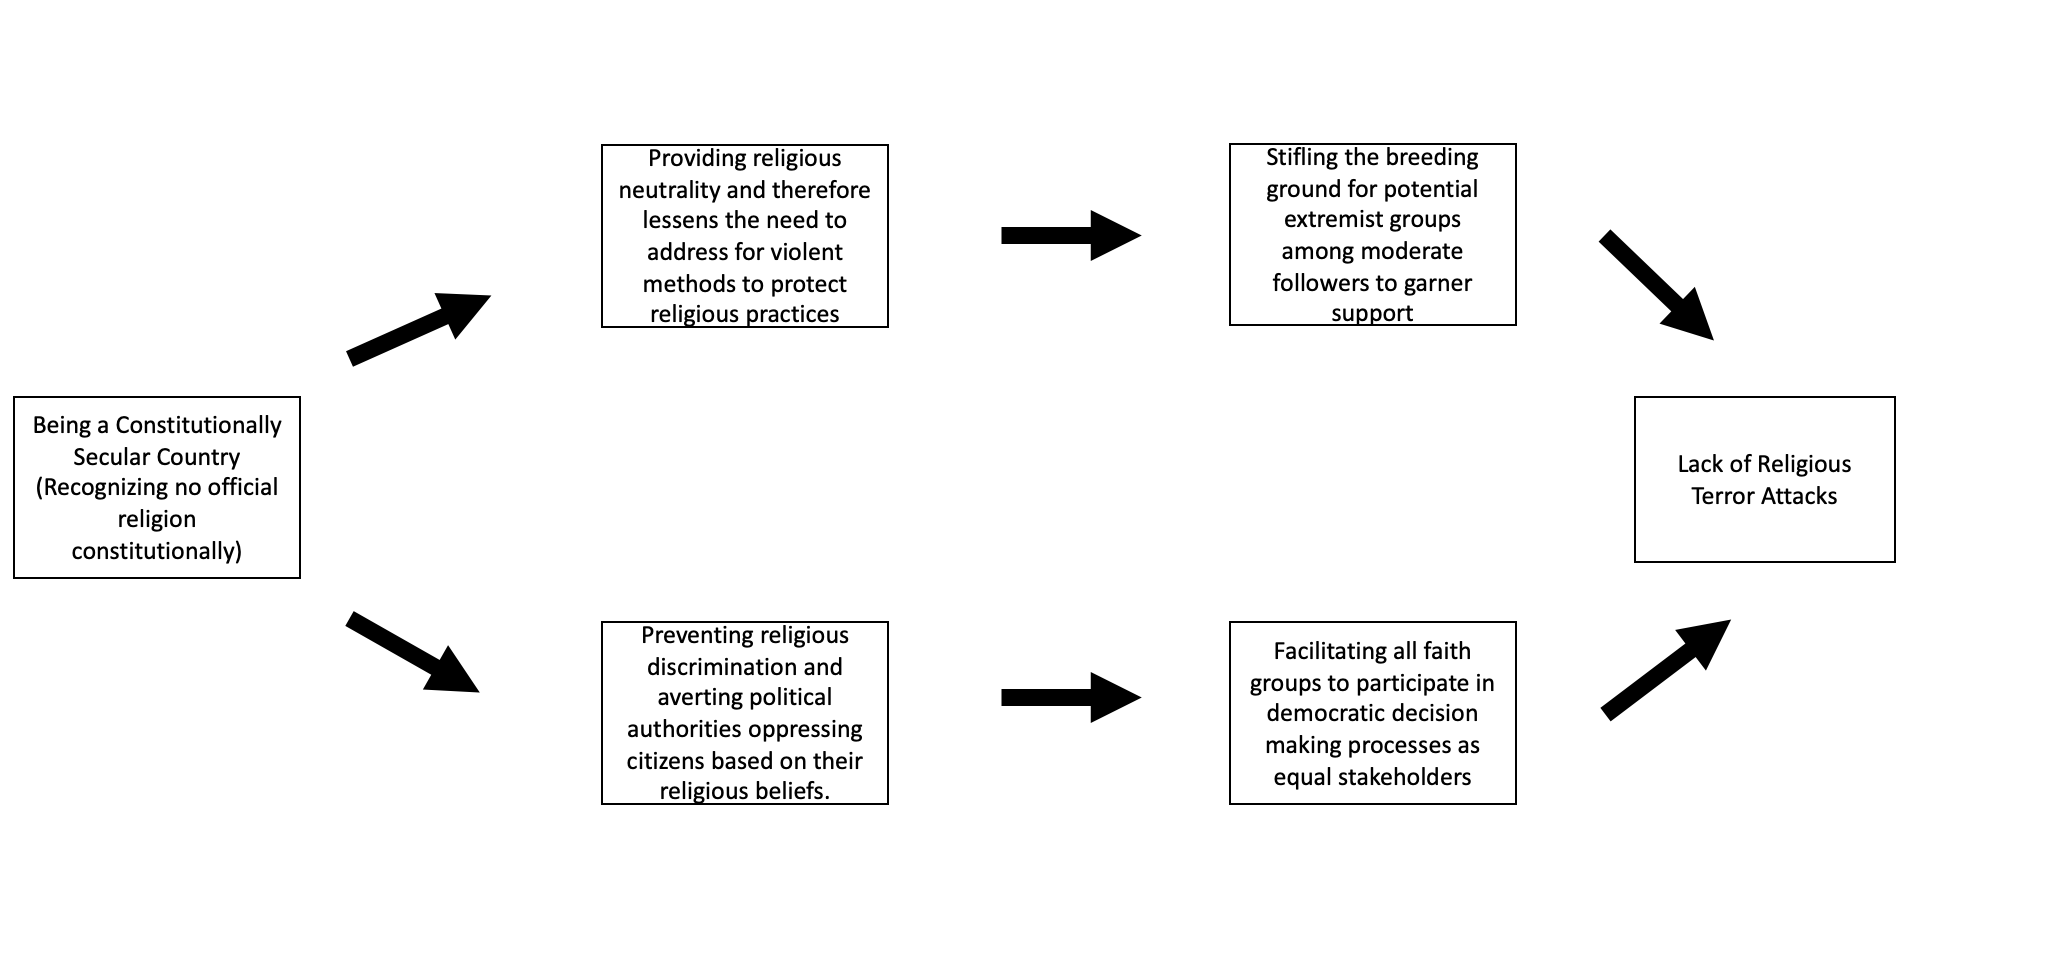 Being a Constitutionally
Secular Country
(Recognizing no official
religion
constitutionally)
Providing religious
neutrality and therefore
lessens the need to
address for violent
methods to protect
religious practices
Stifling the breeding
ground for potential
extremist groups
among moderate
followers to garner
support
Preventing religious
discrimination and
averting political
authorities oppressing
citizens based on their
religious beliefs.
Facilitating all faith
groups to participate in
democratic decision
making processes as
equal stakeholders
Lack of Religious
Terror Attacks